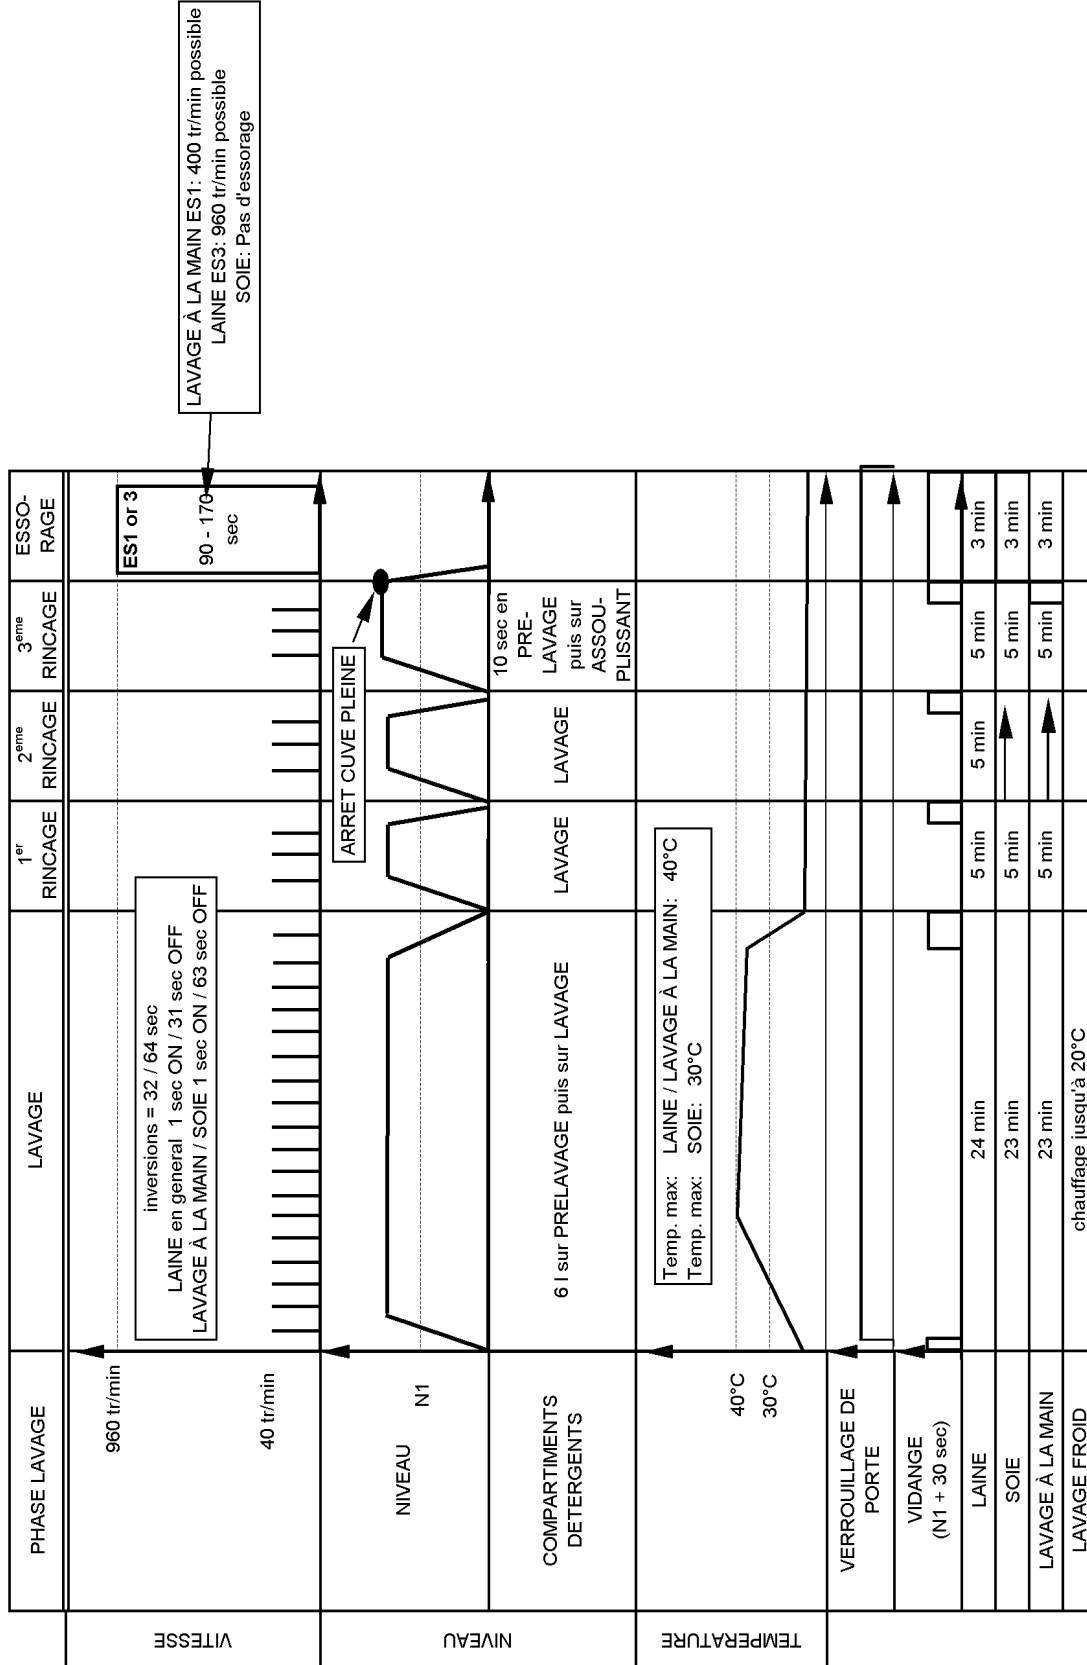 PHASE LAVAGE
LAVAGE
1er
RINCAGE
2eme
RINCAGE
3eme
RINCAGE
ESSO-
RAGE
VITESSE
960 tr/min
40 tr/min
inversions = 32 / 64 sec
LAINE en general 1 sec ON / 31 sec OFF
LAVAGE À LA MAIN / SOIE 1 sec ON / 63 sec OFF
ES1 or 3
90 - 170
sec
LAVAGE À LA MAIN ES1: 400 tr/min possible
LAINE ES3: 960 tr/min possible
SOIE: Pas d'essorage
NIVEAU
NIVEAU
N1
ARRET CUVE PLEINE
COMPARTIMENTS
DETERGENTS
6 l sur PRELAVAGE puis sur LAVAGE
LAVAGE
LAVAGE
10 sec en
PRE-
LAVAGE
puis sur
ASSOU-
PLISSANT
TEMPERATURE
40°C
30°C
Temp. max: LAINE / LAVAGE À LA MAIN: 40°C
Temp. max: SOIE: 30°C
VERROUILLAGE DE
PORTE
VIDANGE
(N1 + 30 sec)
LAINE
24 min
5 min
5 min
5 min
3 min
SOIE
23 min
5 min
5 min
3 min
LAVAGE À LA MAIN
23 min
5 min
5 min
3 min
LAVAGE FROID
chauffage jusqu'à 20°C